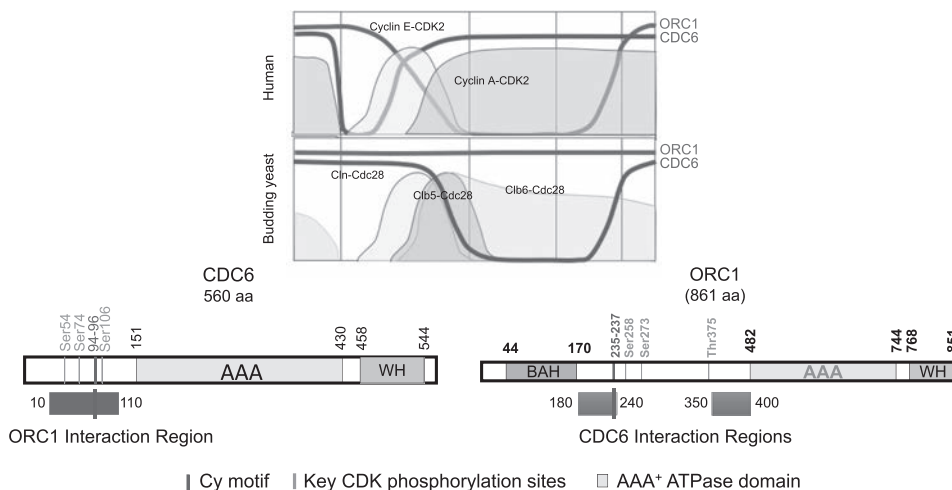 ORC1
Cyclin E-CDK2
CDC6
Human
Cyclin A-CDK2
ORC1
CDC6
Budding yeast
Cln-Cdc28
Clb5-Cdc28
Clb6-Cdc28
CDC6
560 aa
ORC1
(861 aa)
Ser54
Ser74
94-96
Ser106
151
430
458
544
AAA
WH
10
110
ORC1 Interaction Region
44
170
235-237
Ser258
Ser273
Thr375
482
744
768
BAH
AAA
WH
180
240
350
400
CDC6 Interaction Regions
Cy motif
Key CDK phosphorylation sites
AAA+ ATPase domain